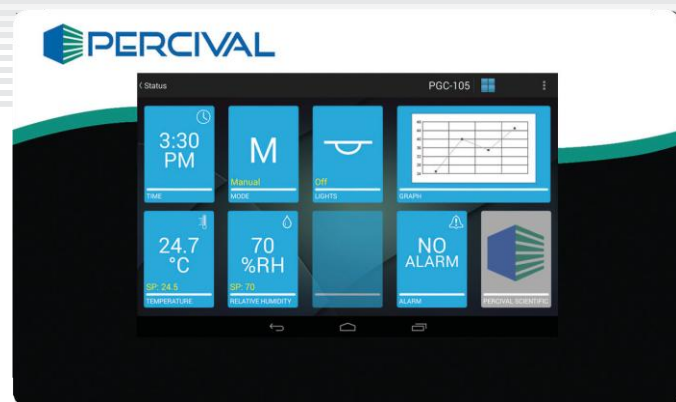 PERCIVAL
Status
PGC-105
3:30
PM
TIME
M
Manual
MODE
Off
LIGHTS
GRAPH
24.7
°C
SP: 24.5
TEMPERATURE
70
%RH
SP: 70
RELATIVE HUMIDITY
NO
ALARM
ALARM
PERCIVAL SCIENTIFIC